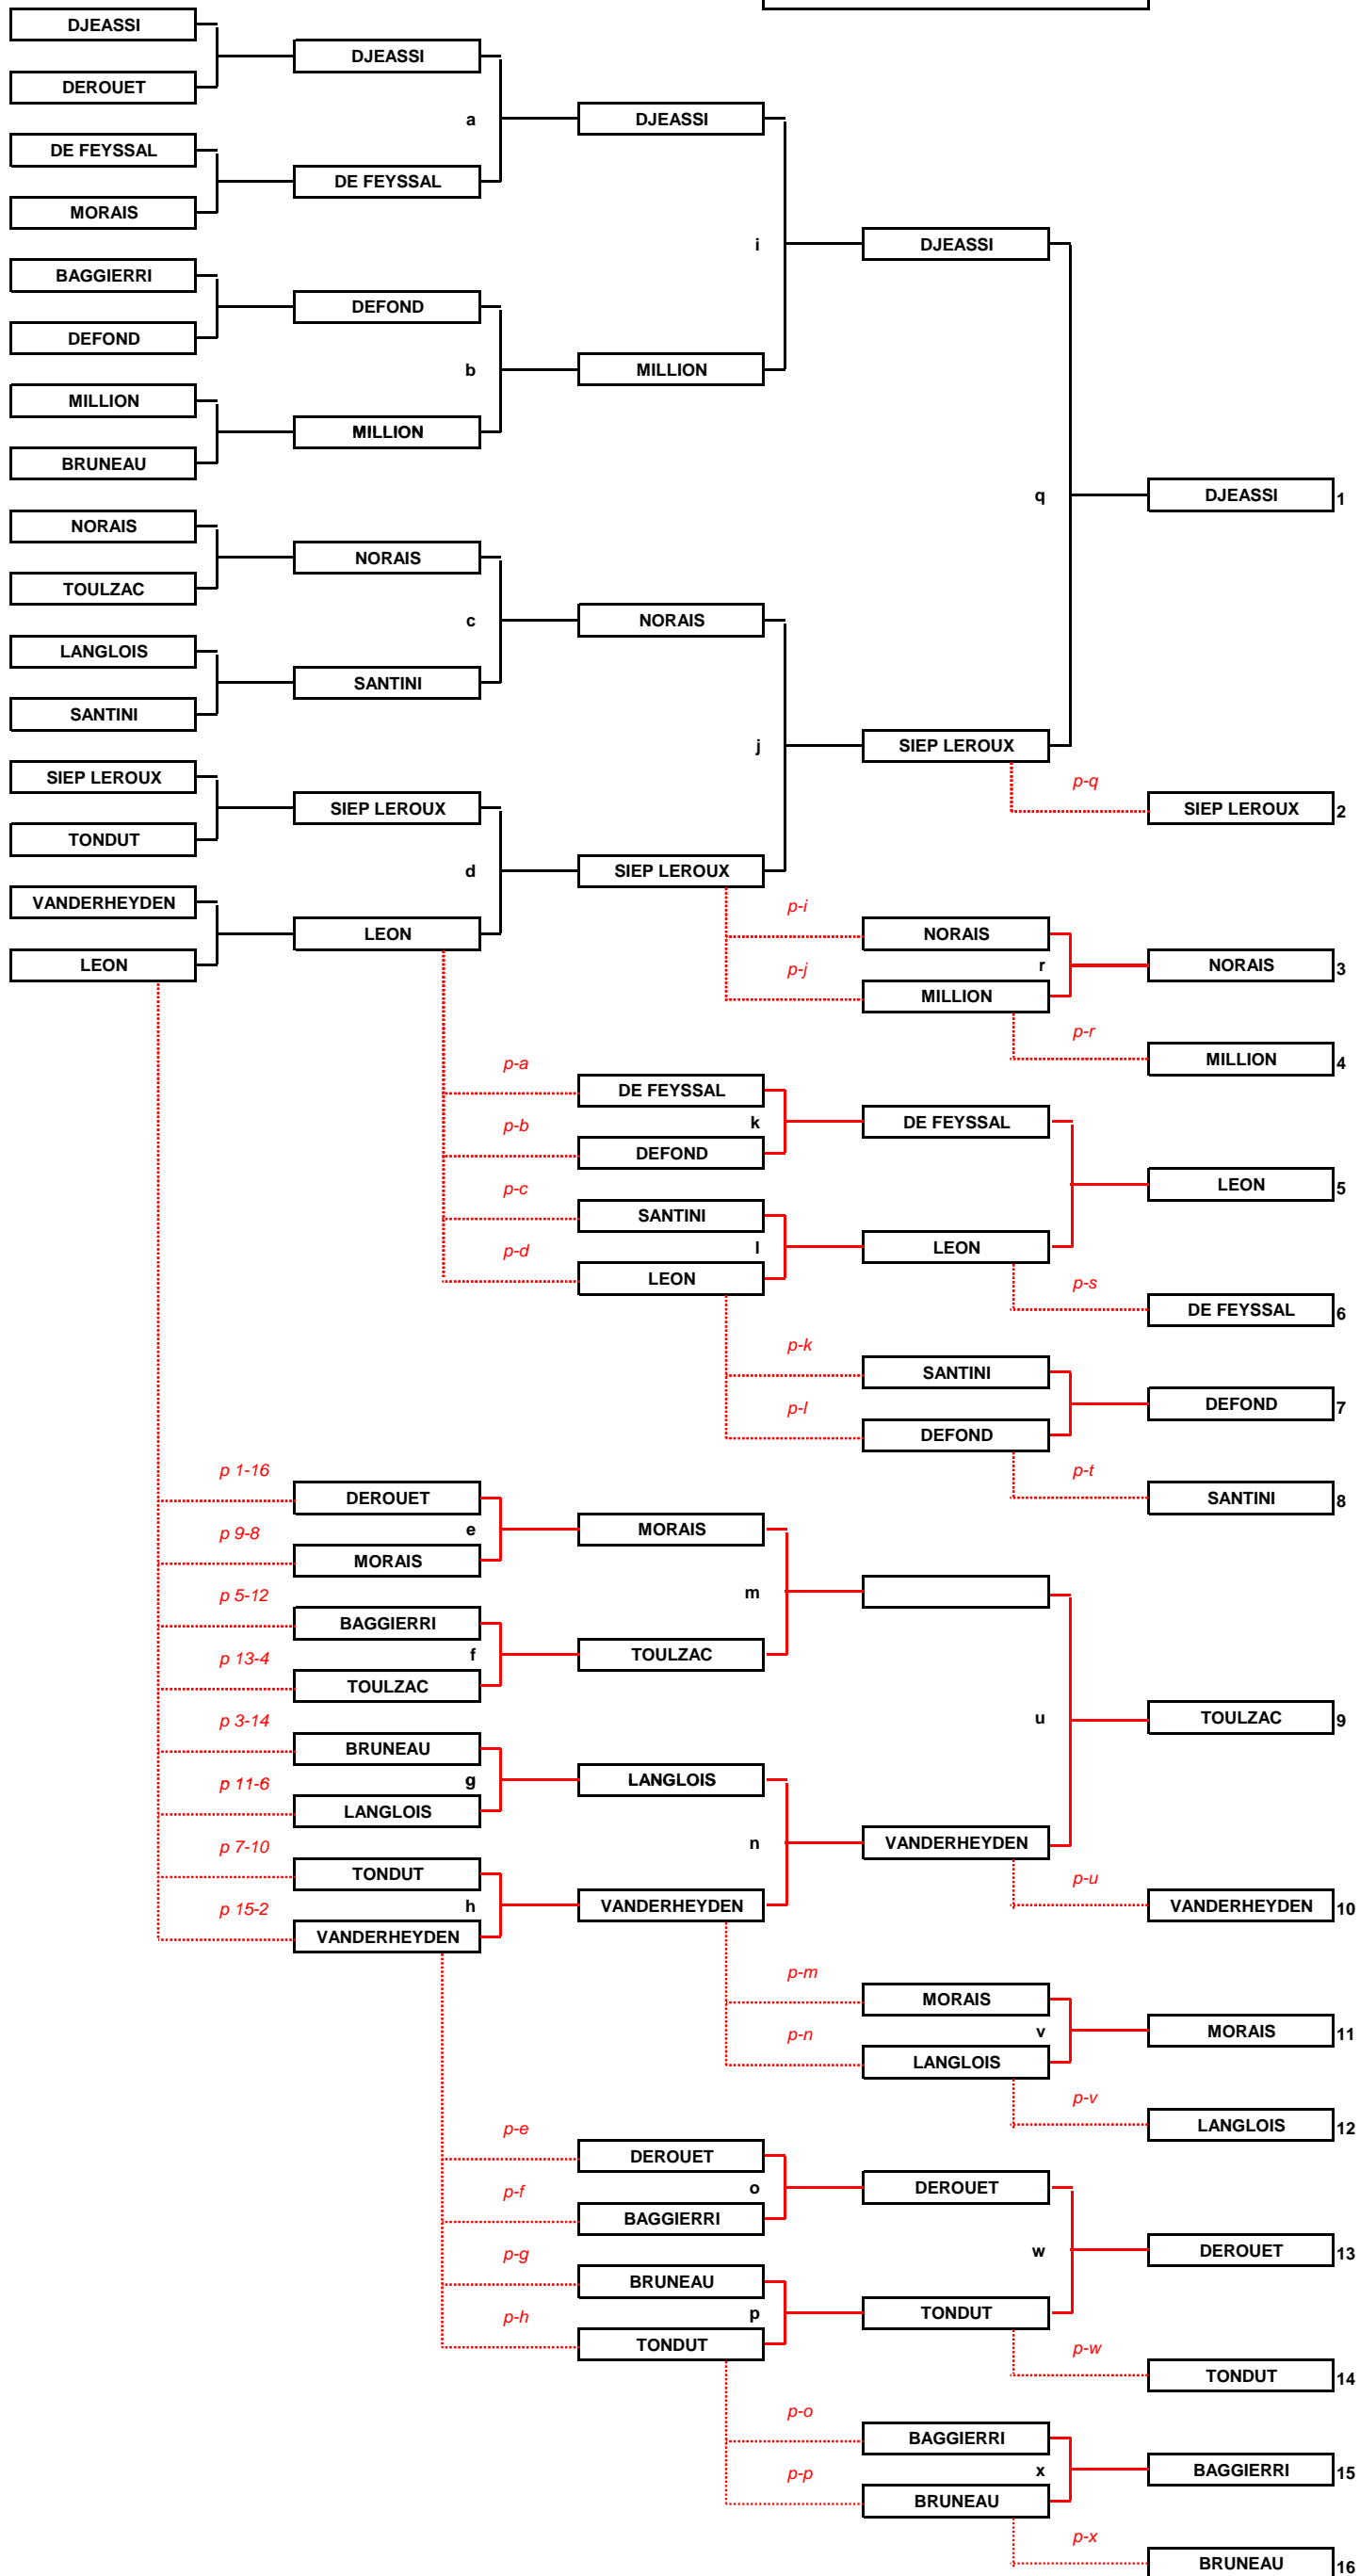 DJEASSI
DEROUET
DE FEYSSAL
MORAIS
BAGGIERRI
DEFOND
MILLION
BRUNEAU
NORAIS
TOULZAC
LANGLOIS
SANTINI
SIEP LEROUX
TONDUT
VANDERHEYDEN
LEON
DJEASSI
a
DE FEYSSAL
DEFOND
b
MILLION
NORAIS
c
SANTINI
SIEP LEROUX
d
LEON
DJEASSI
i
MILLION
NORAIS
j
SIEP LEROUX
DJEASSI
q
SIEP LEROUX
DJEASSI 1
p-q
SIEP LEROUX 2
p-i
NORAIS
p-j
r
MILLION
NORAIS 3
p-r
MILLION 4
p-a
DE FEYSSAL
p-b
k
DEFOND
p-c
SANTINI
p-d
l
LEON
DE FEYSSAL
LEON
LEON 5
p-s
DE FEYSSAL 6
p-k
SANTINI
p-l
DEFOND
DEFOND 7
p-t
SANTINI 8
p 1-16
DEROUET
p 9-8
e
MORAIS
p 5-12
BAGGIERRI
p 13-4
f
TOULZAC
p 3-14
BRUNEAU
p 11-6
g
LANGLOIS
p 7-10
TONDUT
p 15-2
h
VANDERHEYDEN
MORAIS
m
TOULZAC
LANGLOIS
n
VANDERHEYDEN
u
VANDERHEYDEN
TOULZAC 9
p-u
VANDERHEYDEN 10
p-m
MORAIS
p-n
v
LANGLOIS
MORAIS 11
p-v
LANGLOIS 12
p-e
DEROUET
p-f
o
BAGGIERRI
p-g
BRUNEAU
p-h
p
TONDUT
DEROUET
w
TONDUT
DEROUET 13
p-w
TONDUT 14
p-o
BAGGIERRI
p-p
x
BRUNEAU
BAGGIERRI 15
p-x
BRUNEAU 16